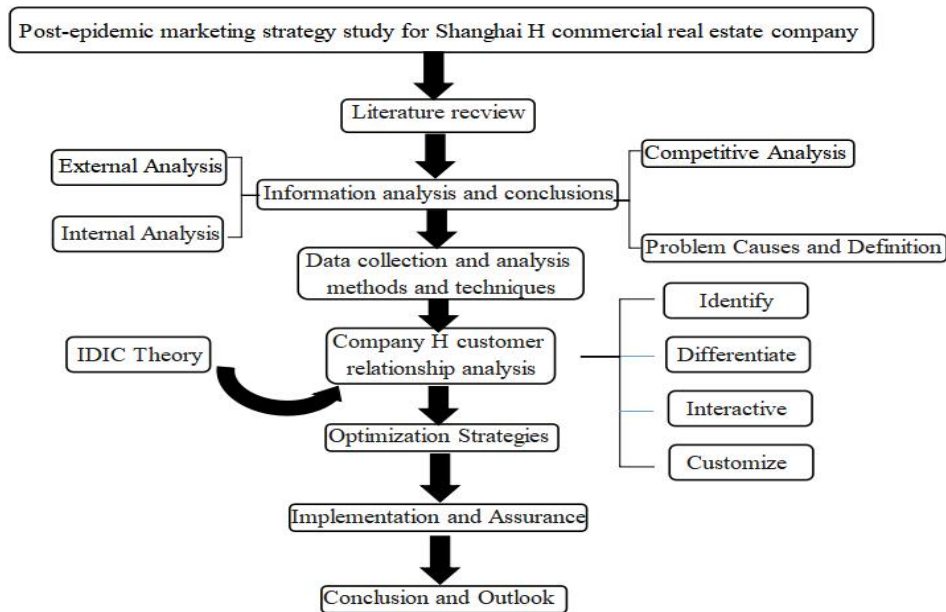 Post-epidemic marketing strategy study for Shanghai H commercial real estate company
Literature recview
External Analysis
Competitive Analysis
Information analysis and conclusions
Internal Analysis
Problem Causes and Definition
Data collection and analysis
methods and techniques
Identify
IDIC Theory
Company H customer
relationship analysis
Differentiate
Interactive
Optimization Strategies
Customize
Implementation and Assurance
Conclusion and Outlook